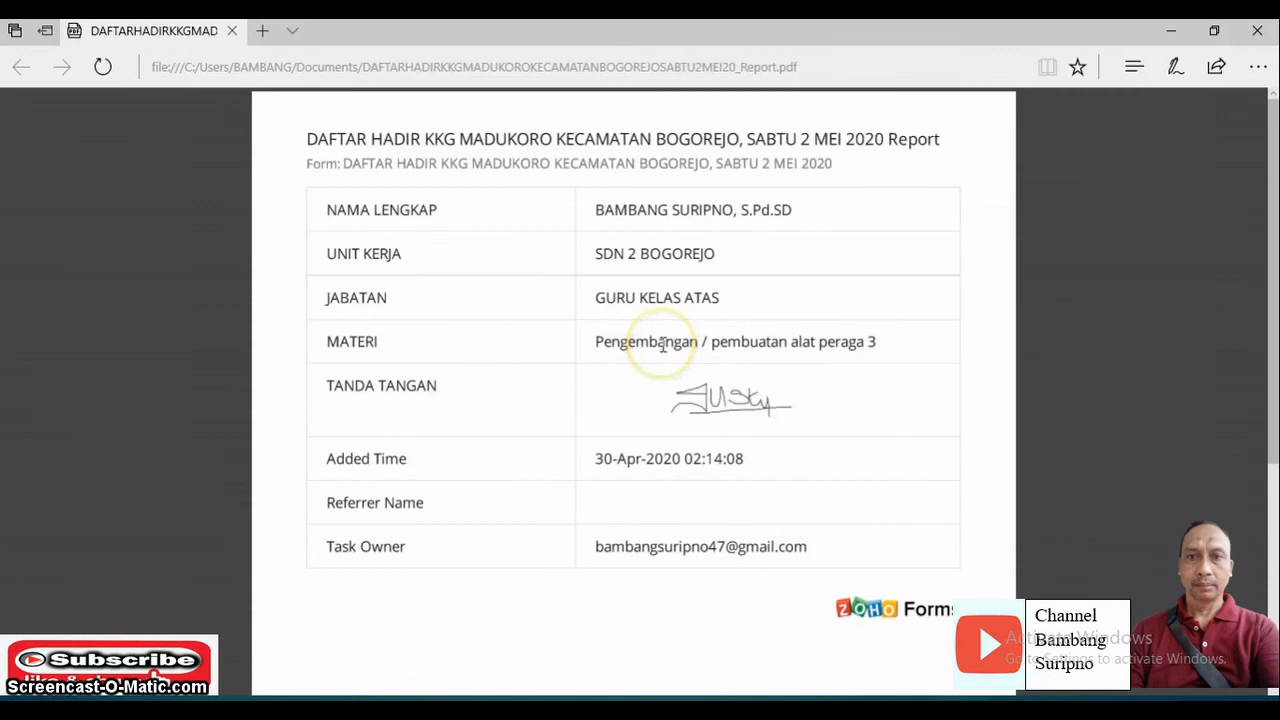 DAFTARHADIRKKGMAD
file:///C:/Users/BAMBANG/Documents/DAFTARHADIRKKGMADUKOROKECAMATANBOGOREJOSABTU2MEI20_Report.pdf
DAFTAR HADIR KKG MADUKORO KECAMATAN BOGOREJO, SABTU 2 MEI 2020 Report
Form: DAFTAR HADIR KKG MADUKORO KECAMATAN BOGOREJO, SABTU 2 MEI 2020
NAMA LENGKAP BAMBANG SURIPNO, S.Pd.SD
UNIT KERJA SDN 2 BOGOREJO
JABATAN GURU KELAS ATAS
MATERI Pengembangan / pembuatan alat peraga 3
TANDA TANGAN
Added Time 30-Apr-2020 02:14:08
Referrer Name
Task Owner bambangsuripno47@gmail.com
ZOHO Forms
Channel
Bambang
Suripno
Activate Windows
Go to Settings to activate Windows.
Subscribe
Screencast-O-Matic.com